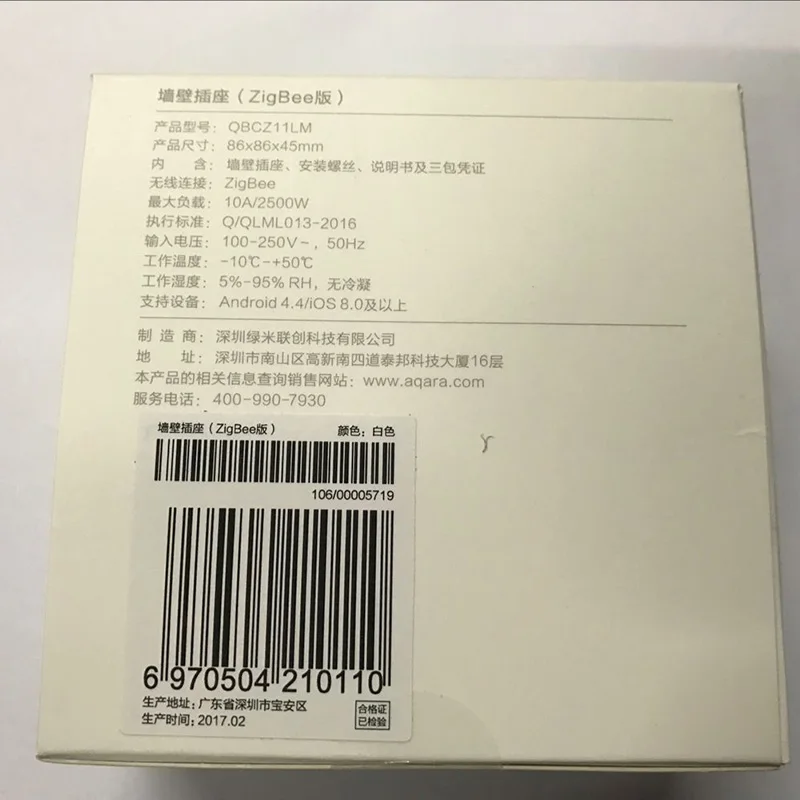 墙壁插座（ZigBee版）
产品型号： QBCZ11LM
产品尺寸： 86x86x45mm
内　　含： 墙壁插座、安装螺丝、说明书及三包凭证
无线连接： ZigBee
最大负载： 10A/2500W
执行标准： Q/QLML013-2016
输入电压： 100-250V~，50Hz
工作温度： -10℃-+50℃
工作湿度： 5%-95% RH，无冷凝
支持设备： Android 4.4/iOS 8.0及以上
制 造 商： 深圳绿米联创科技有限公司
地　　址： 深圳市南山区高新南四道泰邦科技大厦16层
本产品的相关信息查询销售网站：www.aqara.com
服务电话： 400-990-7930
墙壁插座（ZigBee版） 颜色：白色
106/00005719
6 970504 210110
生产地址：广东省深圳市宝安区
生产时间：2017.02
合格证
已检验